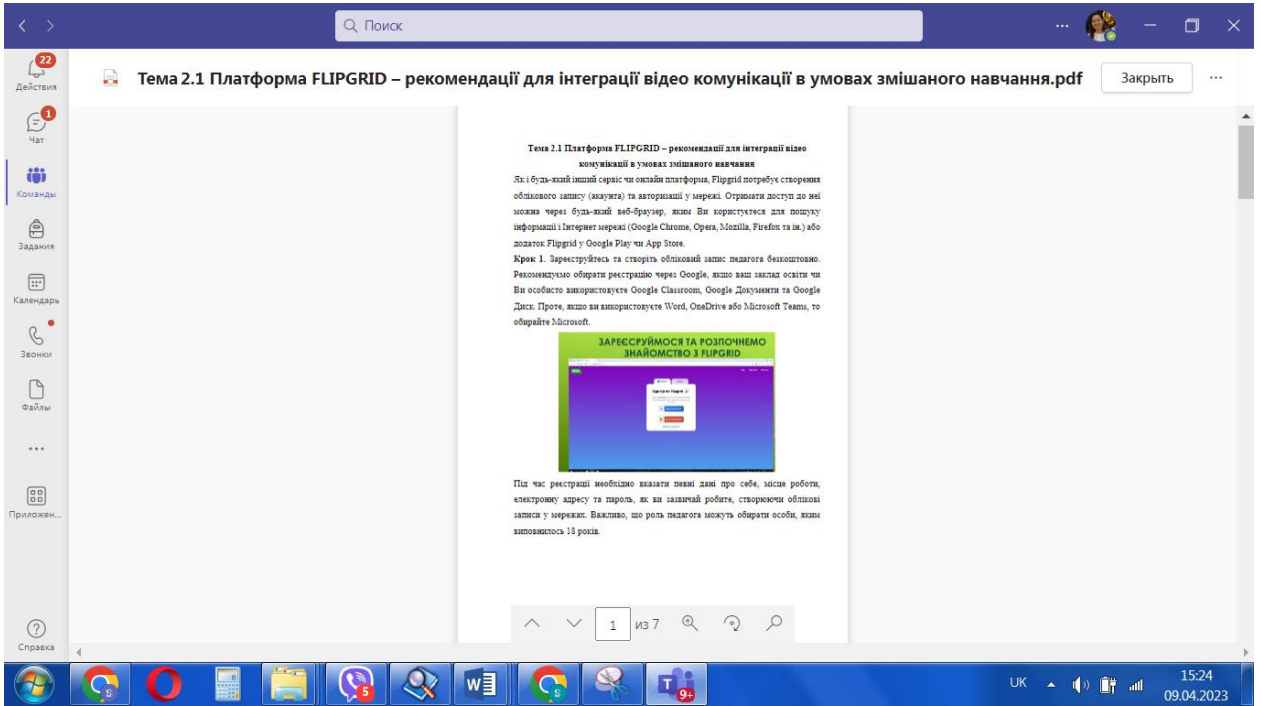 Поиск
22
Действия
1
Чат
Команды
Задания
Календарь
Звонки
Файлы
Приложен...
Справка
Тема 2.1 Платформа FLIPGRID – рекомендації для інтеграції відео комунікації в умовах змішаного навчання.pdf
Закрыть
Тема 2.1 Платформа FLIPGRID – рекомендації для інтеграції відео
комунікації в умовах змішаного навчання
Як і будь-який інший сервіс чи онлайн платформа, Flipgrid потребує створення
облікового запису (акаунта) та авторизації у мережі. Отримати доступ до неї
можна через будь-який веб-браузер, яким Ви користуєтеся для пошуку
інформації і Інтернет мережі (Google Chrome, Opera, Mozilla, Firefox та ін.) або
додаток Flipgrid у Google Play чи App Store.
Крок 1. Зареєструйтесь та створіть обліковий запис педагога безкоштовно.
Рекомендуємо обирати реєстрацію через Google, якщо ваш заклад освіти чи
Ви особисто використовуєте Google Classroom, Google Документи та Google
Диск. Проте, якщо ви використовуєте Word, OneDrive або Microsoft Teams, то
обирайте Microsoft.
ЗАРЕЄСРУЙМОСЯ ТА РОЗПОЧНЕМО
ЗНАЙОМСТВО З FLIPGRID
Sign Up for Flipgrid
Під час реєстрації необхідно вказати певні дані про себе, місце роботи,
електронну адресу та пароль, як ви зазвичай робите, створюючи облікові
записи у мережах. Важливо, що роль педагога можуть обирати особи, яким
виповнилось 18 років.
1 из 7
5
9+
UK
15:24
09.04.2023